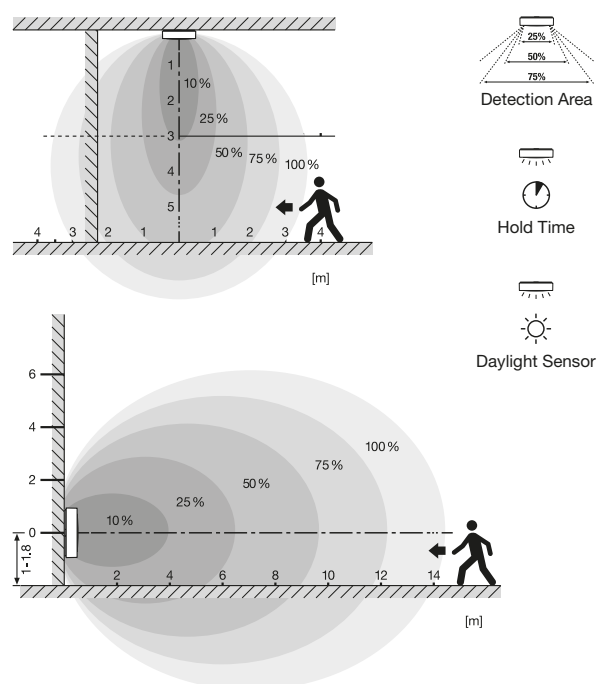 1
10 %
2
25 %
3
50 % 75 % 100 %
4
5
4 3 2 1 1 2 3 4
[m]
25%
50%
75%
Detection Area
Hold Time
Daylight Sensor
6
4
100 %
75 %
2
50 %
25 %
10 %
0
1-1.8
2 4 6 8 10 12 14
[m]